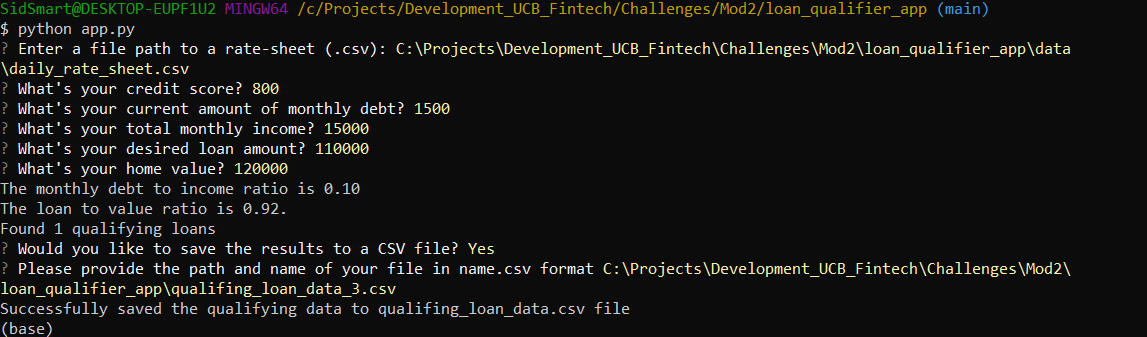 SidSmart@DESKTOP-EUPF1U2 MINGW64 /c/Projects/Development_UCB_Fintech/Challenges/Mod2/loan_qualifier_app (main)
$ python app.py
? Enter a file path to a rate-sheet (.csv): C:\Projects\Development_UCB_Fintech\Challenges\Mod2\loan_qualifier_app\data
\daily_rate_sheet.csv
? What's your credit score? 800
? What's your current amount of monthly debt? 1500
? What's your total monthly income? 15000
? What's your desired loan amount? 110000
? What's your home value? 120000
The monthly debt to income ratio is 0.10
The loan to value ratio is 0.92.
Found 1 qualifying loans
? Would you like to save the results to a CSV file? Yes
? Please provide the path and name of your file in name.csv format C:\Projects\Development_UCB_Fintech\Challenges\Mod2\
loan_qualifier_app\qualifing_loan_data_3.csv
Successfully saved the qualifying data to qualifing_loan_data.csv file
(base)